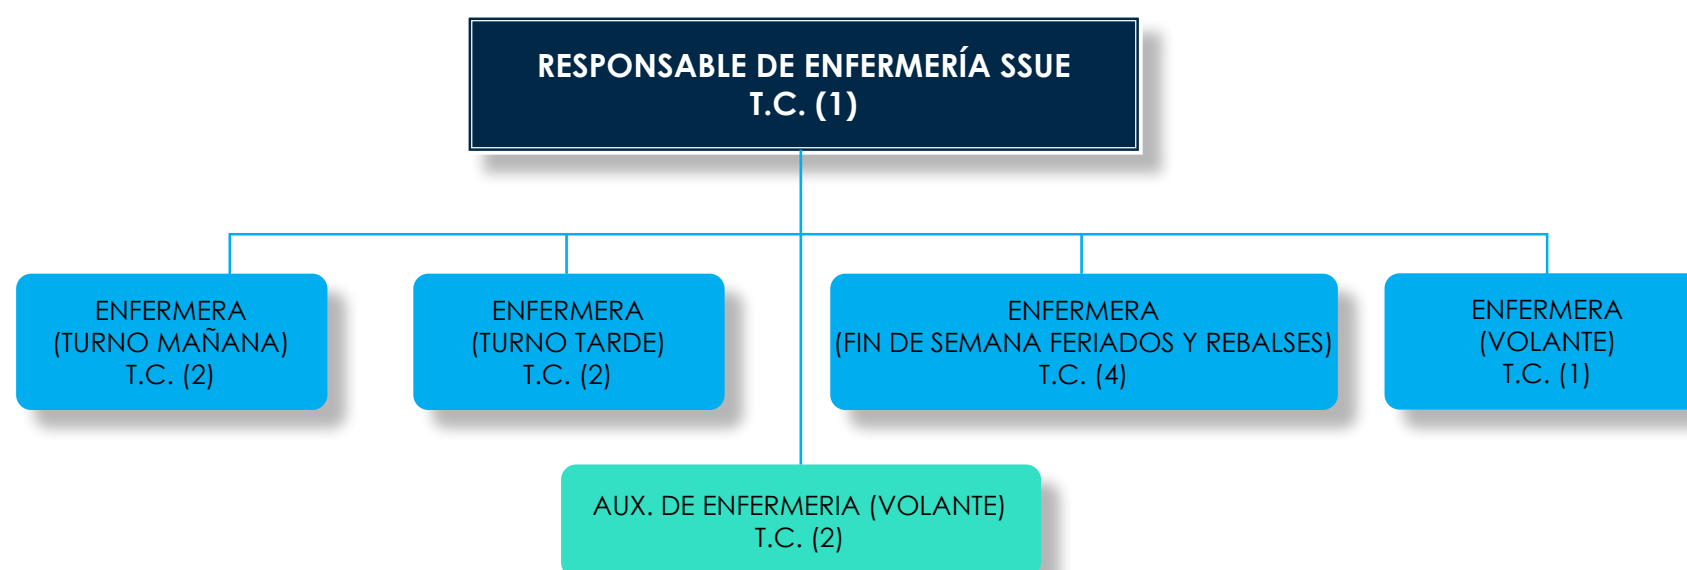 RESPONSABLE DE ENFERMERÍA SSUE
T.C. (1)
ENFERMERA
(TURNO MAÑANA)
T.C. (2)
ENFERMERA
(TURNO TARDE)
T.C. (2)
ENFERMERA
(FIN DE SEMANA FERIADOS Y REBALSES)
T.C. (4)
ENFERMERA
(VOLANTE)
T.C. (1)
AUX. DE ENFERMERIA (VOLANTE)
T.C. (2)